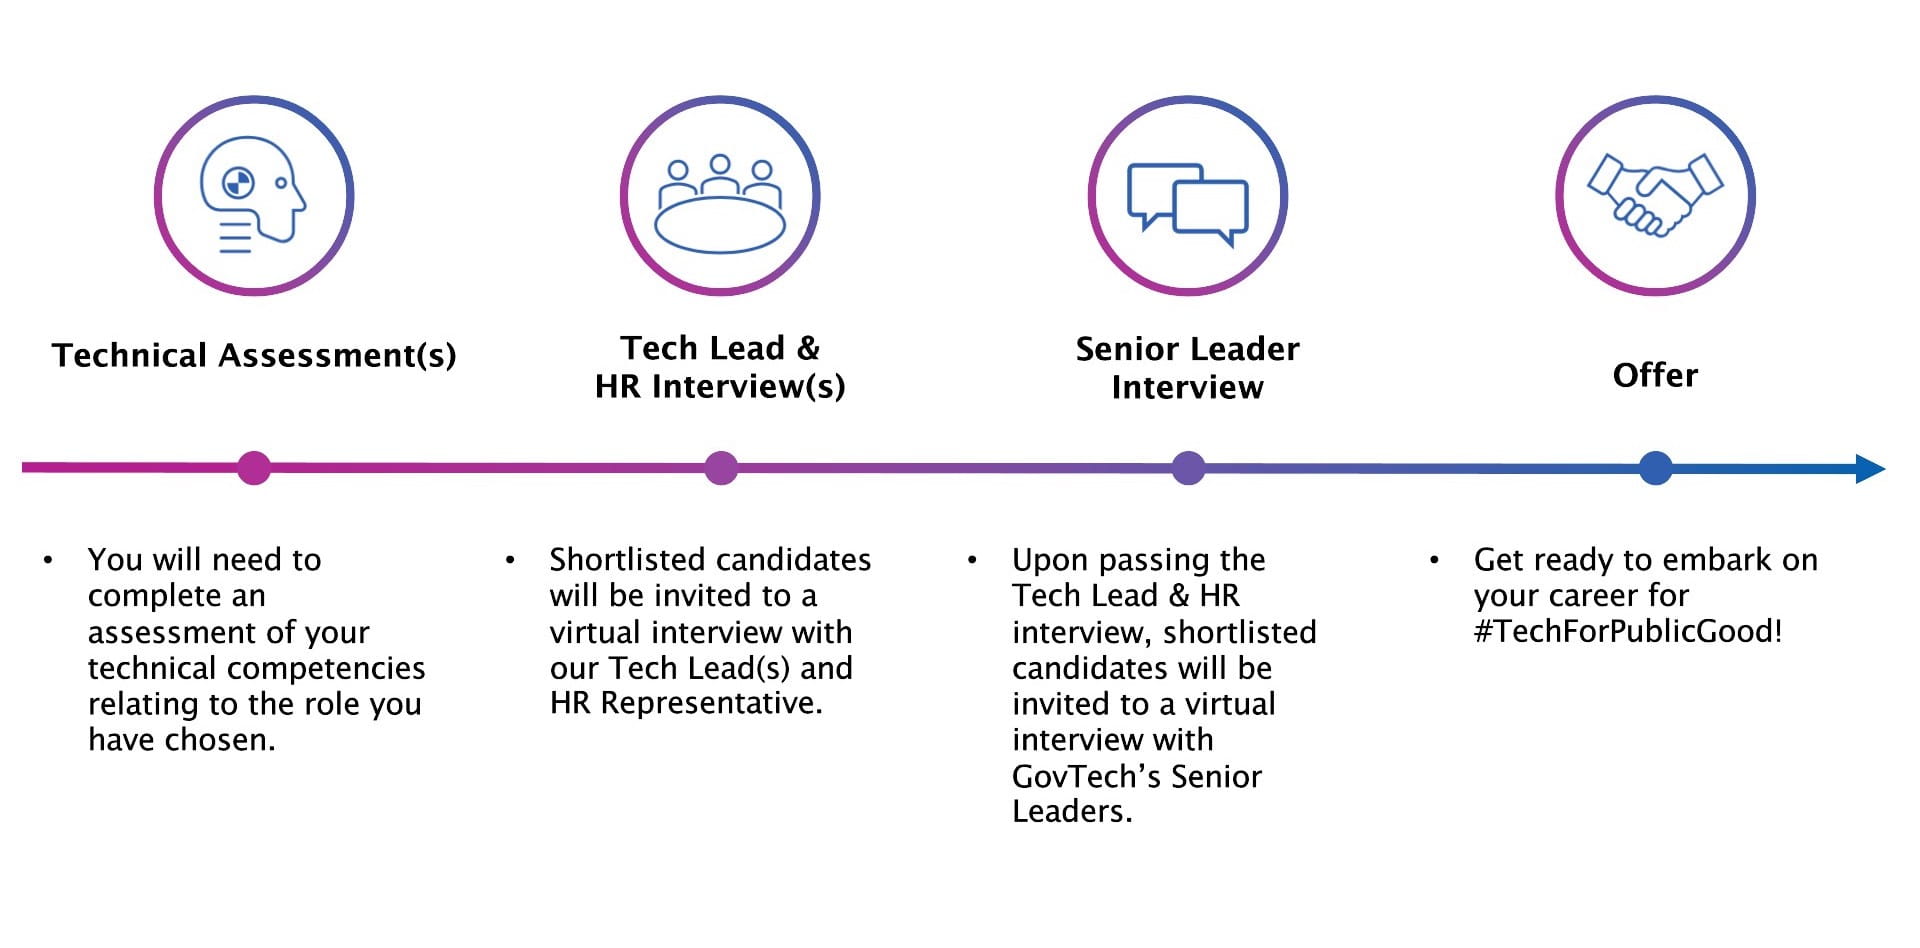 Technical Assessment(s)
Tech Lead &
HR Interview(s)
Senior Leader
Interview
Offer
• You will need to
complete an
assessment of your
technical competencies
relating to the role you
have chosen.
• Shortlisted candidates
will be invited to a
virtual interview with
our Tech Lead(s) and
HR Representative.
• Upon passing the
Tech Lead & HR
interview, shortlisted
candidates will be
invited to a virtual
interview with
GovTech’s Senior
Leaders.
• Get ready to embark on
your career for
#TechForPublicGood!